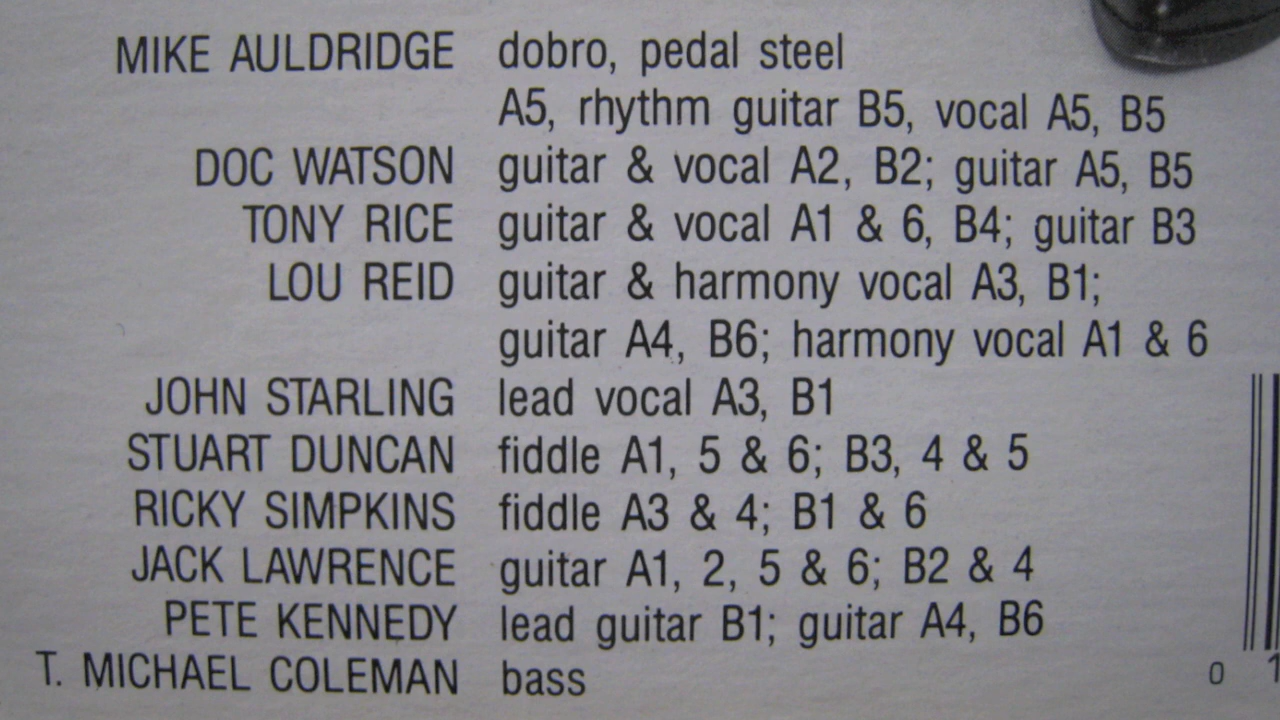 MIKE AULDRIDGE dobro, pedal steel
A5, rhythm guitar B5, vocal A5, B5
DOC WATSON guitar & vocal A2, B2; guitar A5, B5
TONY RICE guitar & vocal A1 & 6, B4; guitar B3
LOU REID guitar & harmony vocal A3, B1;
guitar A4, B6; harmony vocal A1 & 6
JOHN STARLING lead vocal A3, B1
STUART DUNCAN fiddle A1, 5 & 6; B3, 4 & 5
RICKY SIMPKINS fiddle A3 & 4; B1 & 6
JACK LAWRENCE guitar A1, 2, 5 & 6; B2 & 4
PETE KENNEDY lead guitar B1; guitar A4, B6
T. MICHAEL COLEMAN bass
0 1